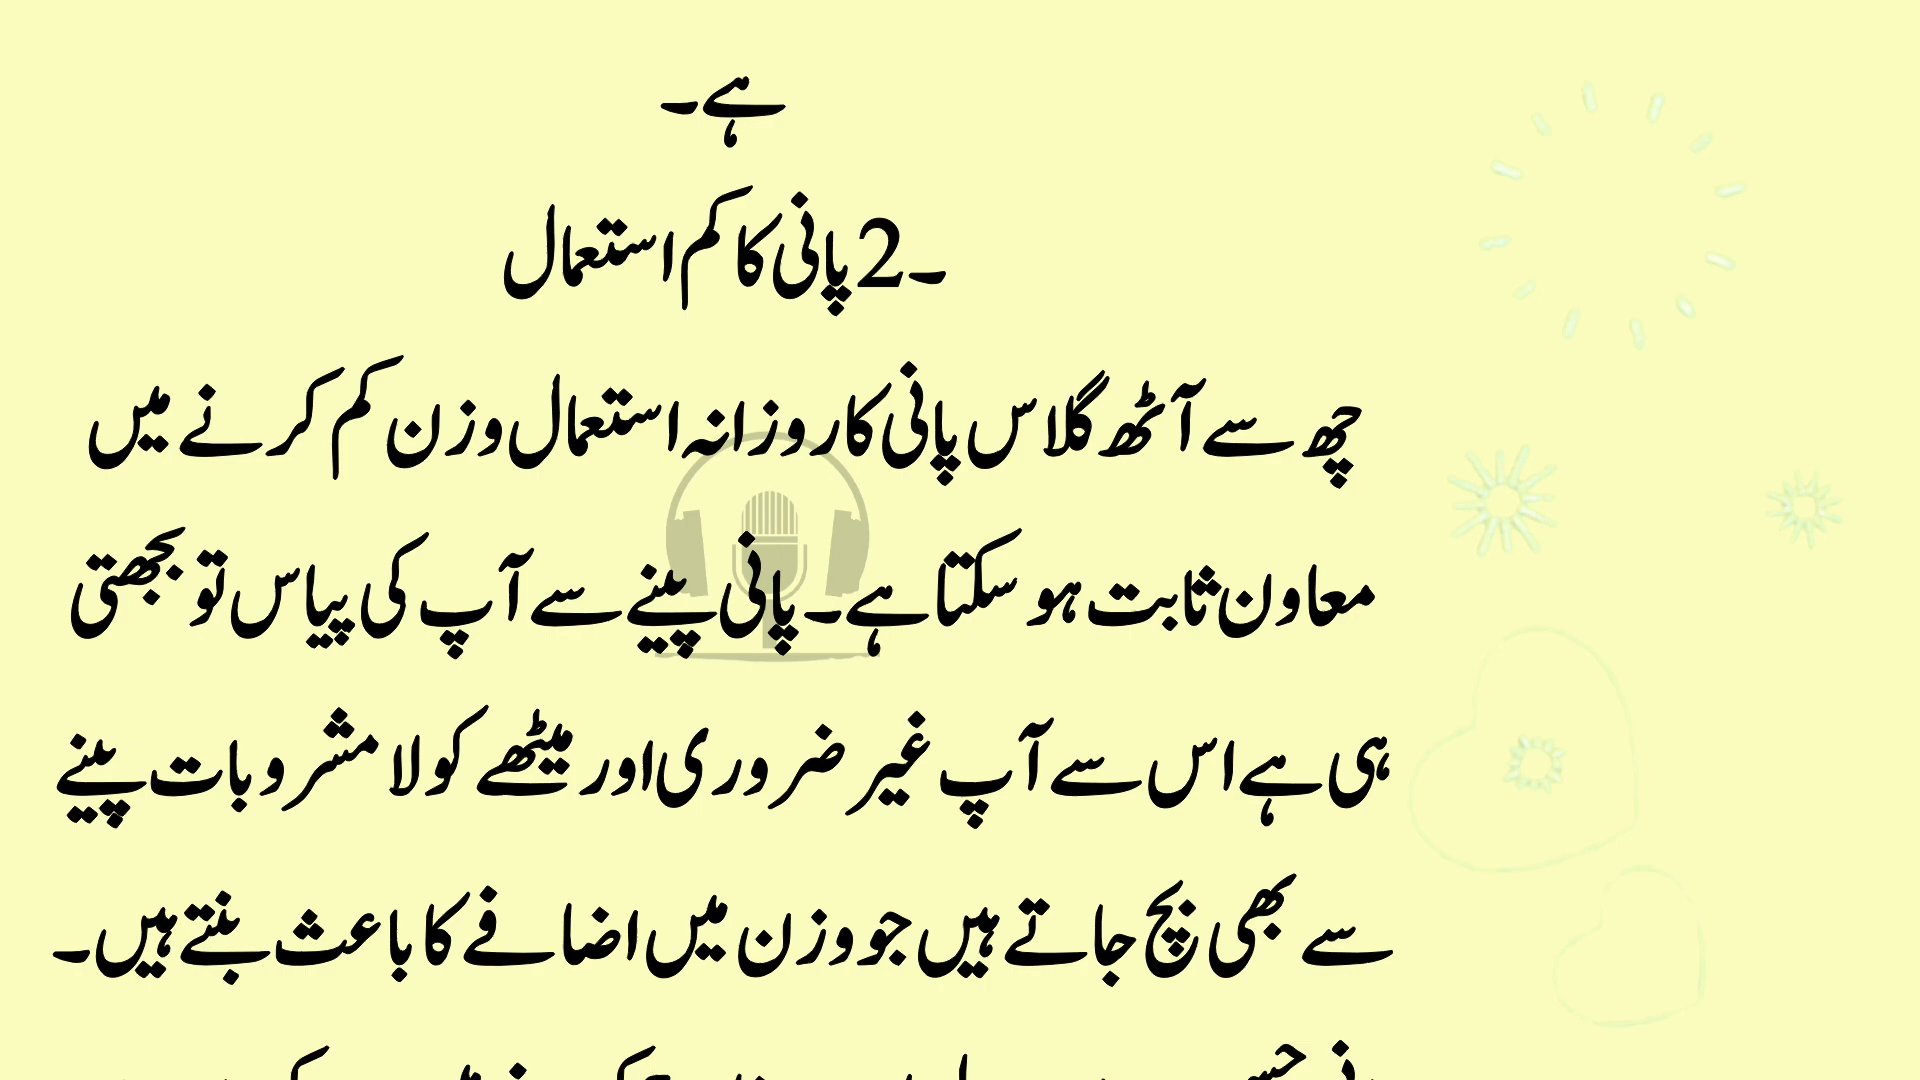 ہے۔
۔2 پانی کا کم استعمال
چھ سے آٹھ گلاس پانی کا روزانہ استعمال وزن کم کرنے میں
معاون ثابت ہو سکتا ہے۔ پانی پینے سے آپ کی پیاس تو بجھتی
ہی ہے اس سے آپ غیر ضروری اور میٹھے کولا مشروبات پینے
سے بھی بچ جاتے ہیں جو وزن میں اضافے کا باعث بنتے ہیں۔